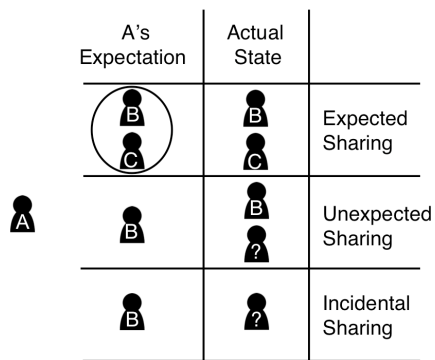 A's
Expectation
Actual
State
B
C
B
C
Expected
Sharing
A
B
B
?
Unexpected
Sharing
B
?
Incidental
Sharing